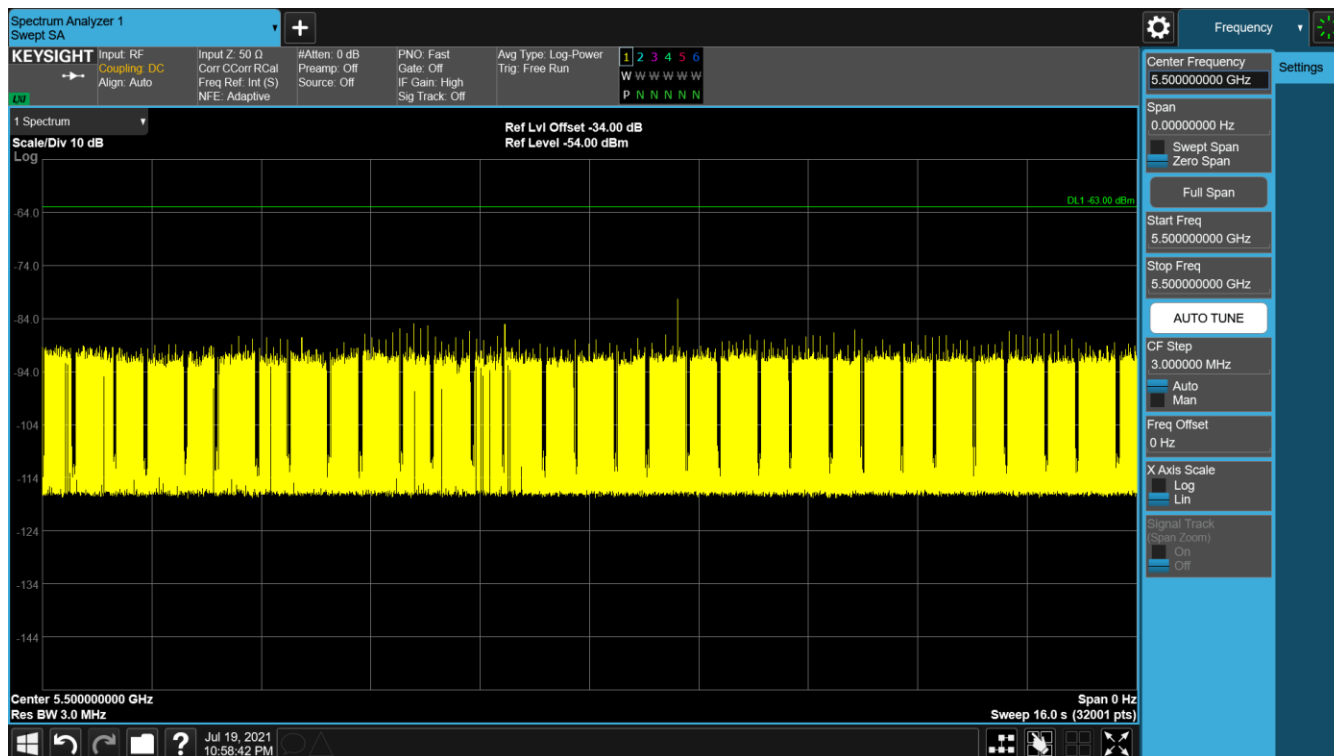 Spectrum Analyzer 1
Swept SA
Frequency
KEYSIGHT
Input: RF
Coupling: DC
Align: Auto
Input Z: 50 Ω
Corr CCorr RCal
Freq Ref: Int (S)
NFE: Adaptive
#Atten: 0 dB
Preamp: Off
Source: Off
PNO: Fast
Gate: Off
IF Gain: High
Sig Track: Off
Avg Type: Log-Power
Trig: Free Run
1 2 3 4 5 6
W W W W W W
P N N N N N
LXI
1 Spectrum
Scale/Div 10 dB
Log
Ref Lvl Offset -34.00 dB
Ref Level -54.00 dBm
DL1 -63.00 dBm
-64.0
-74.0
-84.0
-94.0
-104
-114
-124
-134
-144
Center 5.500000000 GHz
Res BW 3.0 MHz
Span 0 Hz
Sweep 16.0 s (32001 pts)
Center Frequency
5.500000000 GHz
Settings
Span
0.00000000 Hz
Swept Span
Zero Span
Full Span
Start Freq
5.500000000 GHz
Stop Freq
5.500000000 GHz
AUTO TUNE
CF Step
3.000000 MHz
Auto
Man
Freq Offset
0 Hz
X Axis Scale
Log
Lin
Signal Track
(Span Zoom)
On
Off
?
Jul 19, 2021
10:58:42 PM